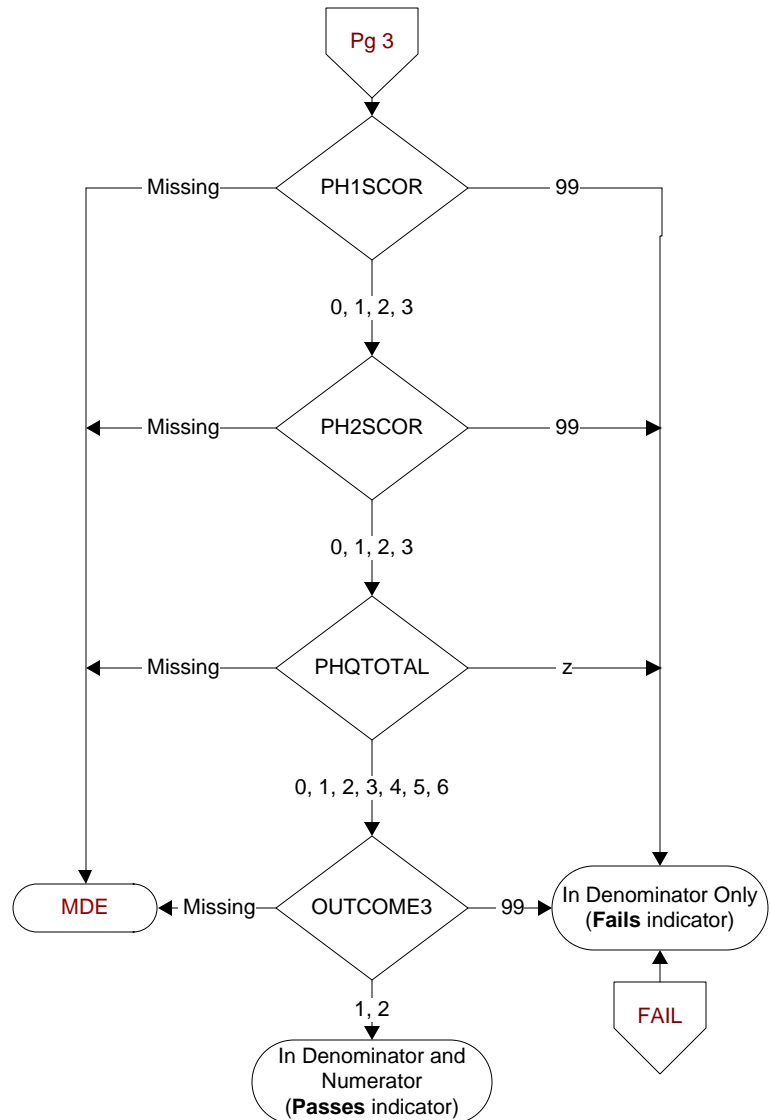 Pg 3
Missing
PH1SCOR
99
0, 1, 2, 3
Missing
PH2SCOR
99
0, 1, 2, 3
Missing
PHQTOTAL
z
0, 1, 2, 3, 4, 5, 6
MDE
Missing
OUTCOME3
99
In Denominator Only
(Fails indicator)
1, 2
FAIL
In Denominator and
Numerator
(Passes indicator)